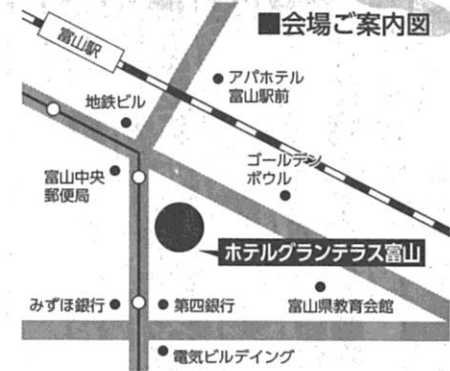 ■会場ご案内図
富山駅
アパホテル
富山駅前
地鉄ビル
ゴールデン
ボウル
富山中央
郵便局
ホテルグランテラス富山
みずほ銀行
第四銀行
富山県教育会館
電気ビルデイング